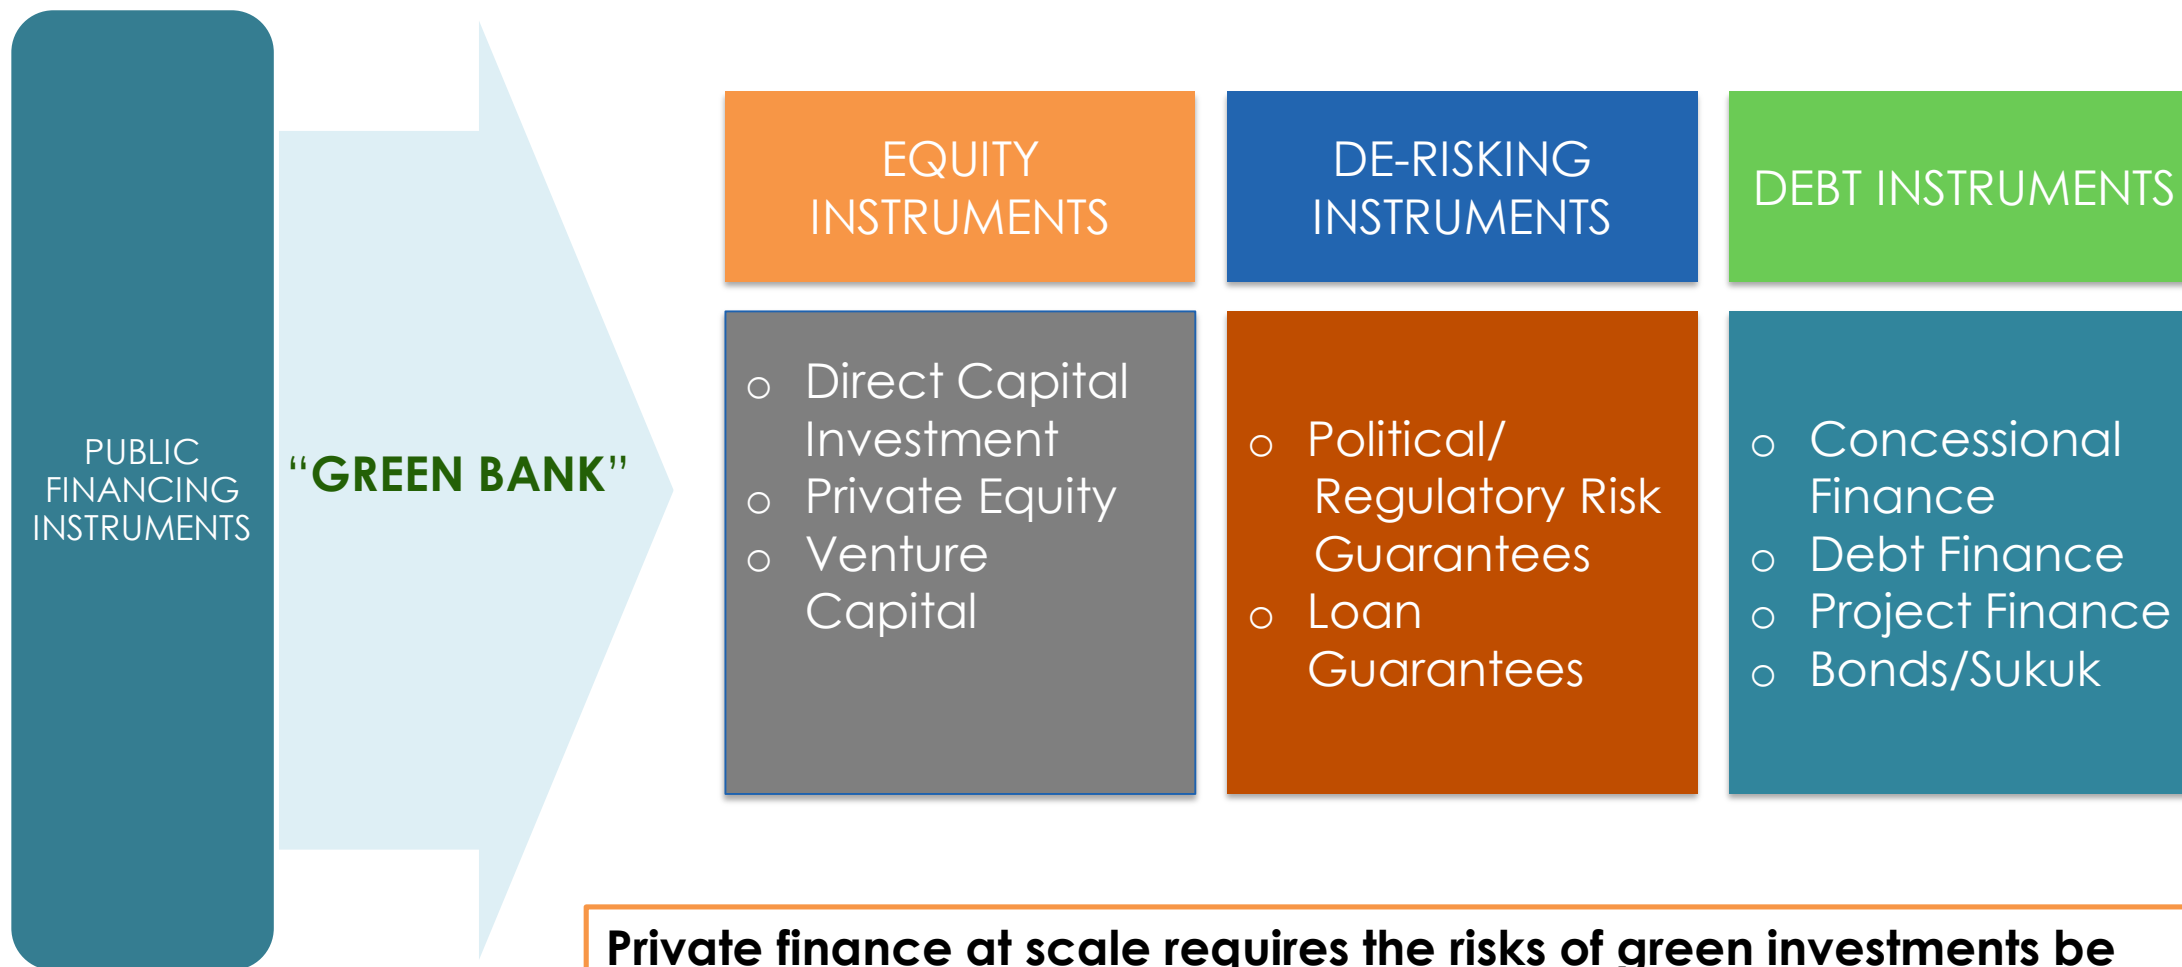 PUBLIC
FINANCING
INSTRUMENTS
“GREEN BANK”
EQUITY
INSTRUMENTS
o Direct Capital
Investment
o Private Equity
o Venture
Capital
DE-RISKING
INSTRUMENTS
o Political/
Regulatory Risk
Guarantees
o Loan
Guarantees
DEBT INSTRUMENTS
o Concessional
Finance
o Debt Finance
o Project Finance
o Bonds/Sukuk
Private finance at scale requires the risks of green investments be